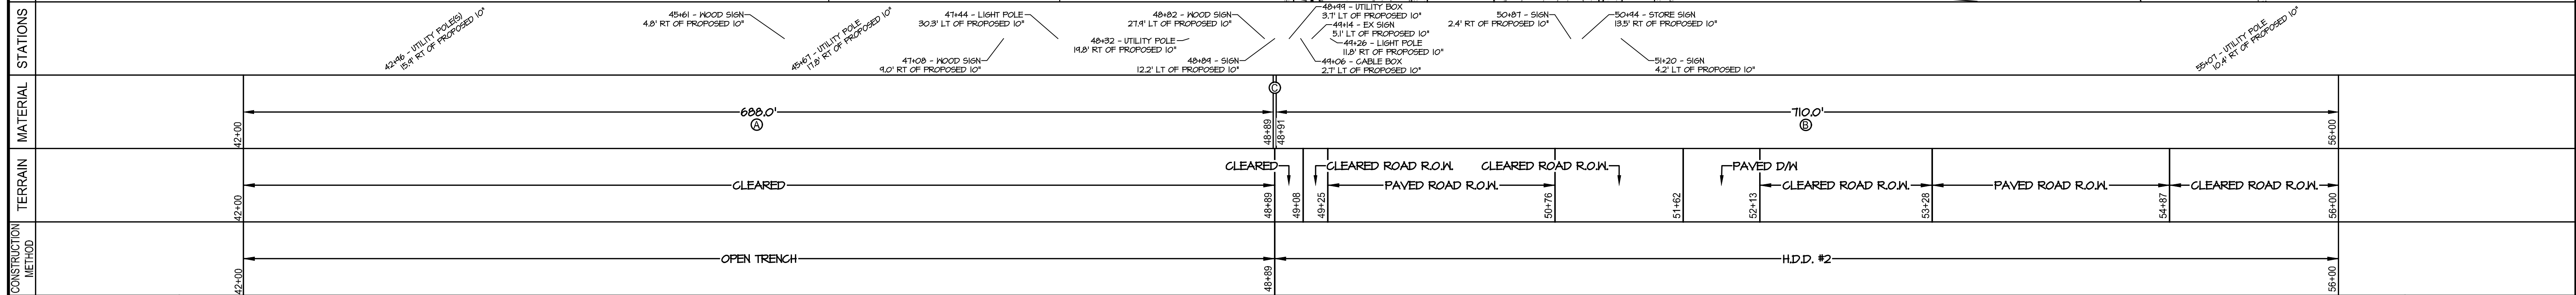 STATIONS
42+96 - UTILITY POLE(S)
15.9' RT OF PROPOSED 10"
45+61 - WOOD SIGN
4.8' RT OF PROPOSED 10"
45+67 - UTILITY POLE
17.8' RT OF PROPOSED 10"
47+44 - LIGHT POLE
30.3' LT OF PROPOSED 10"
47+08 - WOOD SIGN
9.0' RT OF PROPOSED 10"
48+32 - UTILITY POLE
19.8' RT OF PROPOSED 10"
48+82 - WOOD SIGN
27.9' LT OF PROPOSED 10"
48+89 - SIGN
12.2' LT OF PROPOSED 10"
48+99 - UTILITY BOX
3.7' LT OF PROPOSED 10"
49+14 - EX SIGN
5.1' LT OF PROPOSED 10"
49+26 - LIGHT POLE
11.8' RT OF PROPOSED 10"
49+06 - CABLE BOX
2.7' LT OF PROPOSED 10"
50+87 - SIGN
2.4' RT OF PROPOSED 10"
50+94 - STORE SIGN
13.5' RT OF PROPOSED 10"
51+20 - SIGN
4.2' LT OF PROPOSED 10"
55+07 - UTILITY POLE
10.4' RT OF PROPOSED 10"
MATERIAL
42+00
688.0'
A
C
48+89
48+91
710.0'
B
56+00
TERRAIN
42+00
CLEARED
CLEARED
48+89
49+08
CLEARED ROAD R.O.W.
49+25
PAVED ROAD R.O.W.
50+76
CLEARED ROAD R.O.W.
51+62
PAVED D/W
52+13
CLEARED ROAD R.O.W.
53+28
PAVED ROAD R.O.W.
54+87
CLEARED ROAD R.O.W.
56+00
CONSTRUCTION
METHOD
42+00
OPEN TRENCH
48+89
H.D.D. #2
56+00